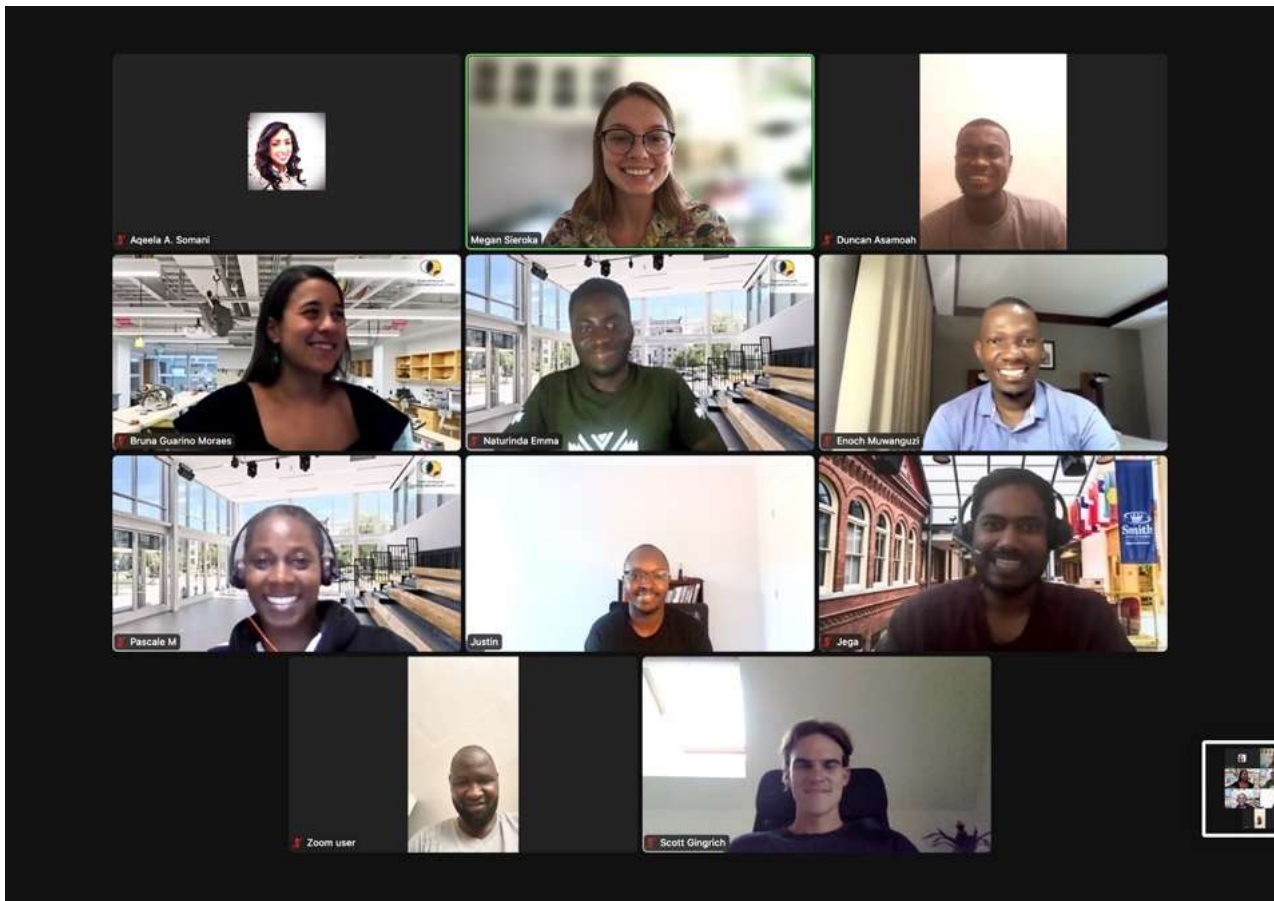 Aqeela A. Somani
Megan Sieroka
Duncan Asamoah
Bruna Guarino Moraes
Naturinda Emma
Enoch Muwanguzi
Smith
Pascale M
Justin
Jega
Zoom user
Scott Gingrich